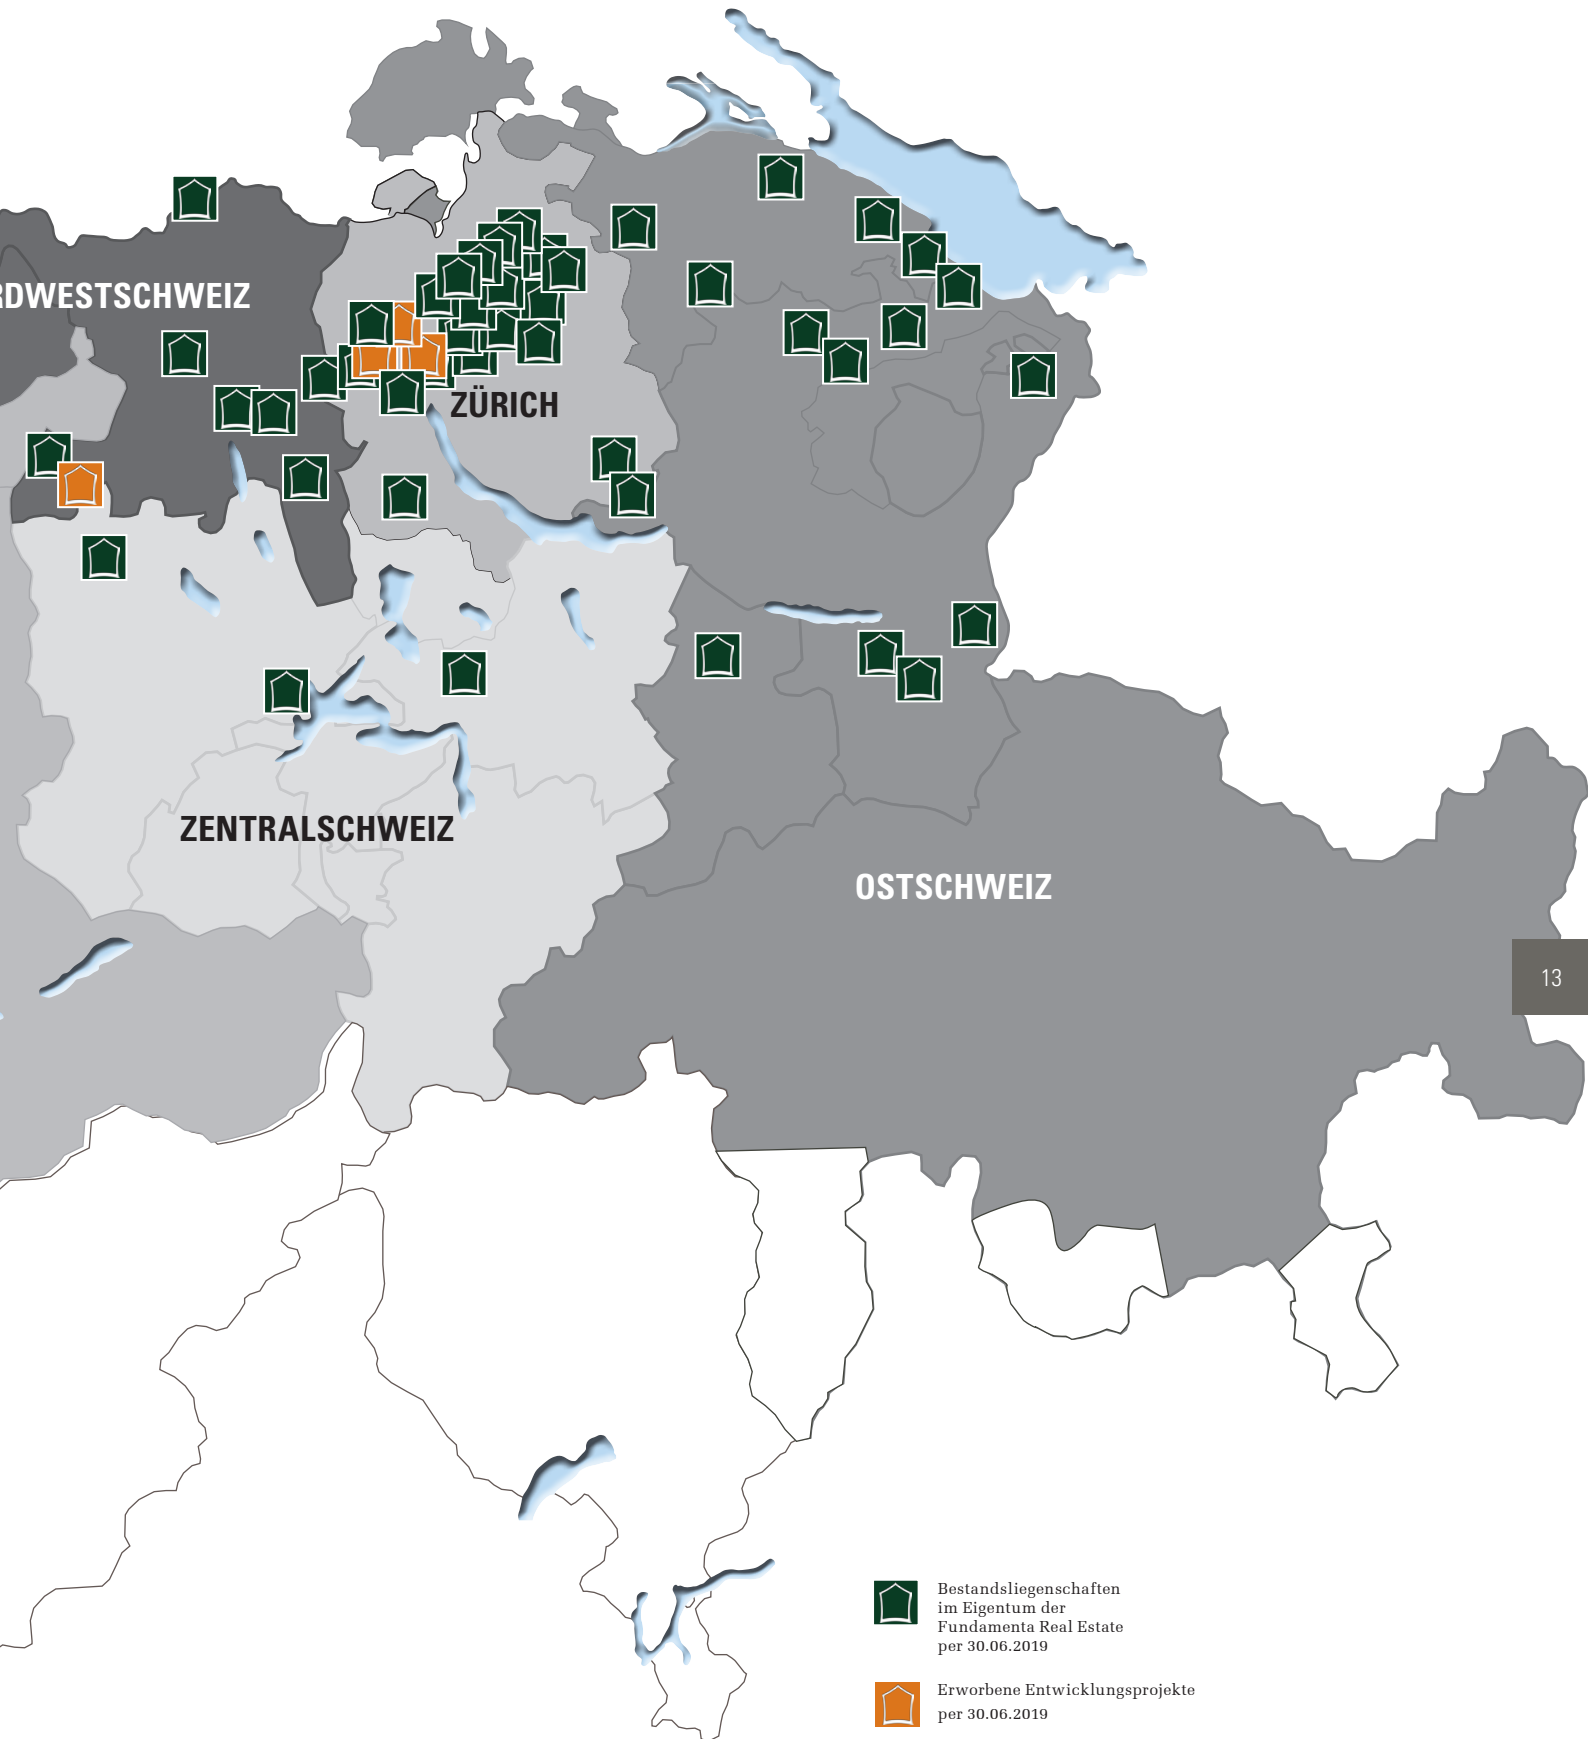 RDWESTSCHWEIZ
ZÜRICH
ZENTRALSCHWEIZ
OSTSCHWEIZ
13
Bestandsliegenschaften
im Eigentum der
Fundamenta Real Estate
per 30.06.2019
Erworbene Entwicklungsprojekte
per 30.06.2019